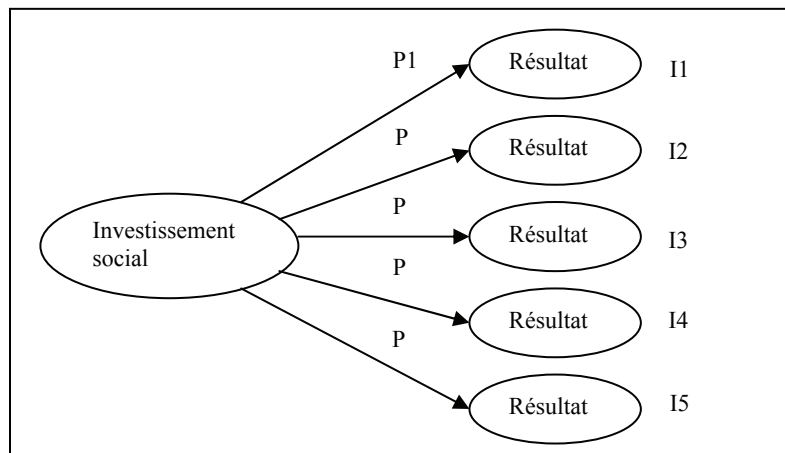 P1
Résultat
I1
P
Résultat
I2
P
Résultat
I3
Investissement
social
P
Résultat
I4
P
Résultat
I5